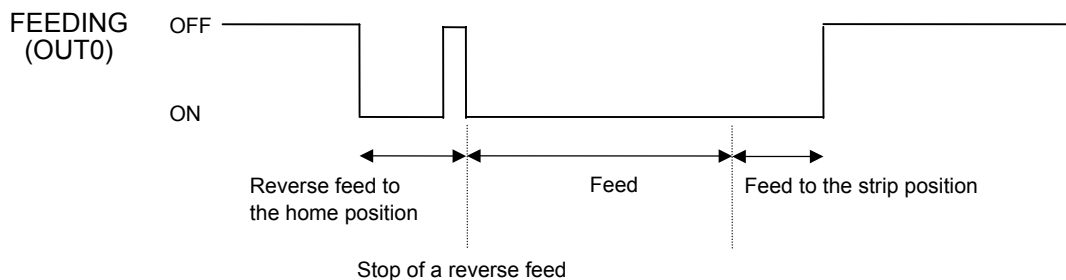 FEEDING
(OUT0)
OFF
ON
Reverse feed to
the home position
Feed
Feed to the strip position
Stop of a reverse feed